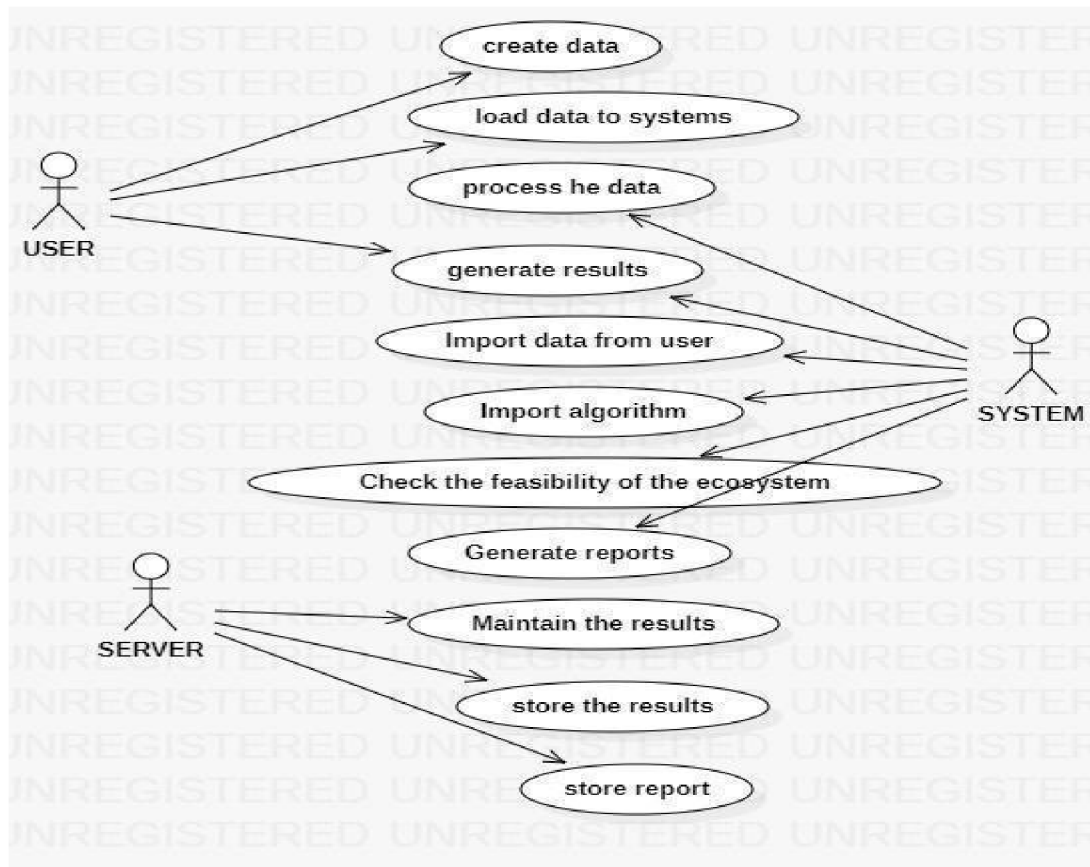 create data
load data to systems
process he data
USER
generate results
Import data from user
Import algorithm
SYSTEM
Check the feasibility of the ecosystem
Generate reports
Maintain the results
SERVER
store the results
store report
UNREGISTERED